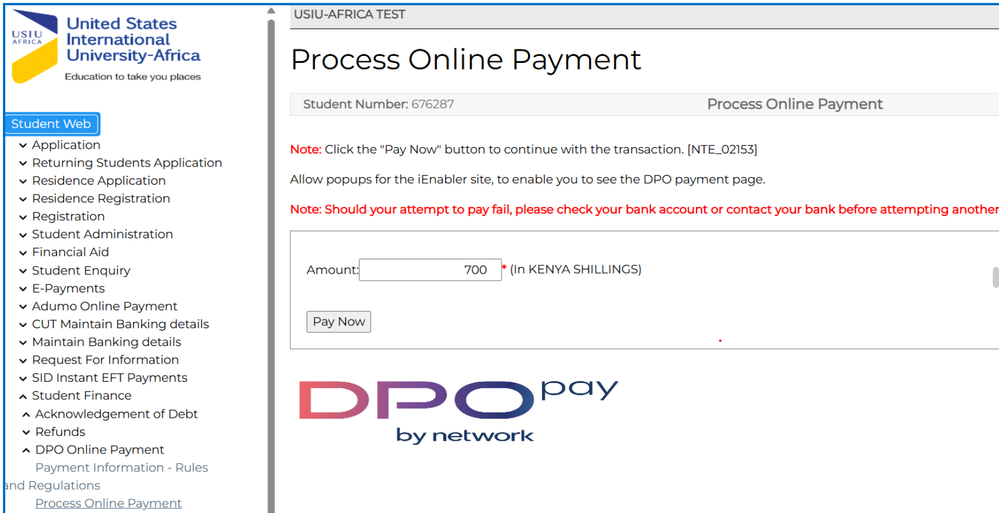 USIU
AFRICA
United States
International
University-Africa
Education to take you places
Student Web
Application
Returning Students Application
Residence Application
Residence Registration
Registration
Student Administration
Financial Aid
Student Enquiry
E-Payments
Adumo Online Payment
CUT Maintain Banking details
Maintain Banking details
Request For Information
SID Instant EFT Payments
Student Finance
Acknowledgement of Debt
Refunds
DPO Online Payment
Payment Information - Rules
and Regulations
Process Online Payment
USIU-AFRICA TEST
Process Online Payment
Student Number: 676287 Process Online Payment
Note: Click the "Pay Now" button to continue with the transaction. [NTE_02153]
Allow popups for the iEnabler site, to enable you to see the DPO payment page.
Note: Should your attempt to pay fail, please check your bank account or contact your bank before attempting another
Amount: 700 * (In KENYA SHILLINGS)
Pay Now
DPO pay
by network